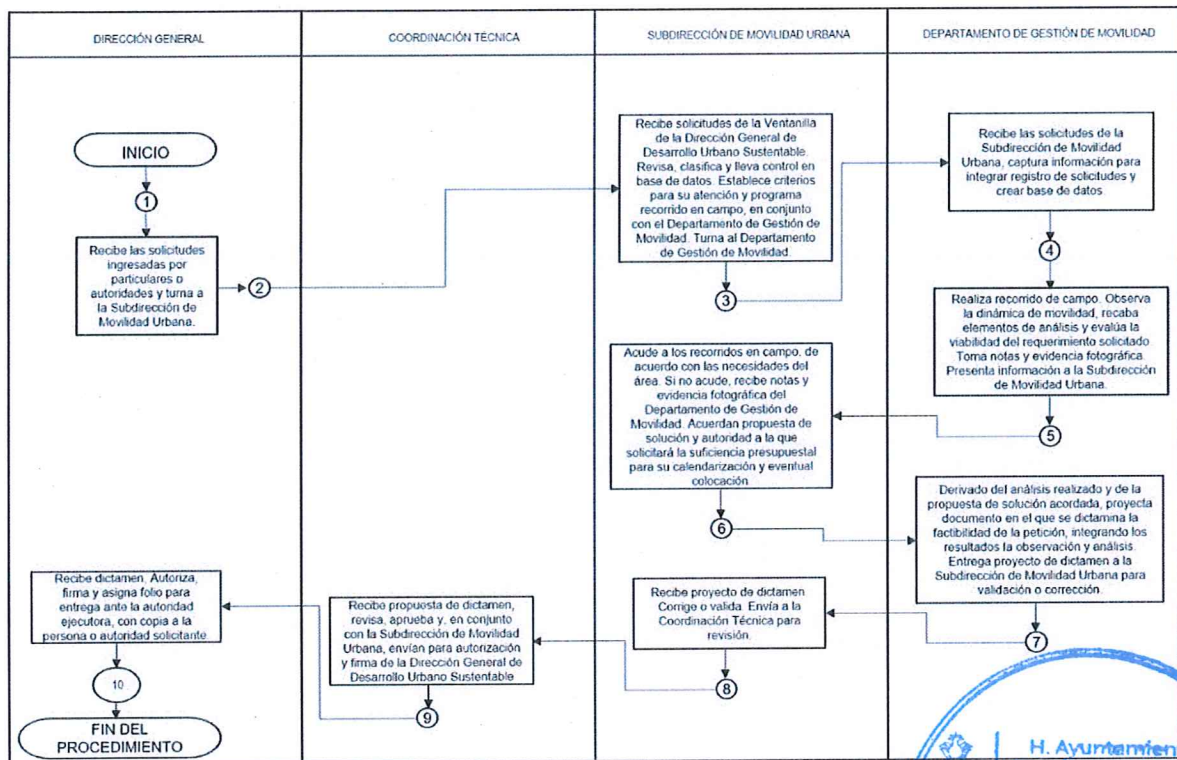 DIRECCIÓN GENERAL
COORDINACIÓN TÉCNICA
SUBDIRECCIÓN DE MOVILIDAD URBANA
DEPARTAMENTO DE GESTIÓN DE MOVILIDAD
INICIO
1
Recibe las solicitudes
ingresadas por
particulares o
autoridades y turna a
la Subdirección de
Movilidad Urbana.
2
Recibe solicitudes de la Ventanilla
de la Dirección General de
Desarrollo Urbano Sustentable.
Revisa, clasifica y lleva control en
base de datos. Establece criterios
para su atención y programa
recorrido en campo, en conjunto
con el Departamento de Gestión de
Movilidad. Turna al Departamento
de Gestión de Movilidad.
3
Recibe las solicitudes de la
Subdirección de Movilidad
Urbana, captura información para
integrar registro de solicitudes y
crear base de datos
4
Realiza recorrido de campo. Observa
la dinámica de movilidad, recaba
elementos de análisis y evalúa la
viabilidad del requerimiento solicitado
Toma notas y evidencia fotográfica.
Presenta información a la Subdirección
de Movilidad Urbana.
5
Acude a los recorridos en campo, de
acuerdo con las necesidades del
área. Si no acude, recibe notas y
evidencia fotográfica del
Departamento de Gestión de
Movilidad. Acuerdan propuesta de
solución y autoridad a la que
solicitará la suficiencia presupuestal
para su calendarización y eventual
colocación
6
Derivado del análisis realizado y de la
propuesta de solución acordada, proyecta
documento en el que se dictamina la
factibilidad de la petición, integrando los
resultados la observación y análisis.
Entrega proyecto de dictamen a la
Subdirección de Movilidad Urbana para
validación o corrección.
7
Recibe proyecto de dictamen
Corrige o valida. Envía a la
Coordinación Técnica para
revisión.
8
Recibe propuesta de dictamen,
revisa, aprueba y, en conjunto
con la Subdirección de Movilidad
Urbana, envían para autorización
y firma de la Dirección General de
Desarrollo Urbano Sustentable
9
Recibe dictamen, Autoriza,
firma y asigna folio para
entrega ante la autoridad
ejecutora, con copia a la
persona o autoridad solicitante
10
FIN DEL
PROCEDIMIENTO
H. Ayuntamien